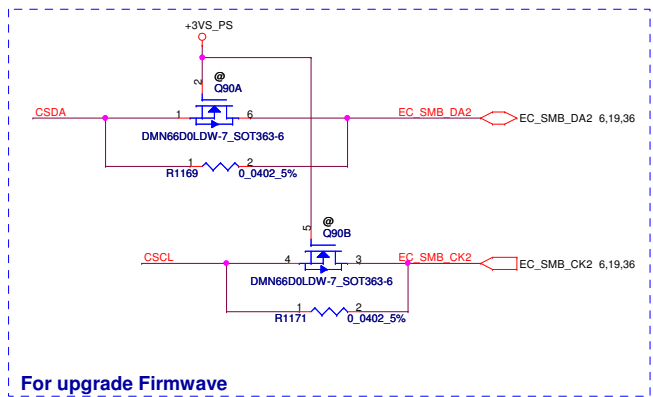 +3VS_PS
@
Q90A
2
CSDA
1
6
EC_SMB_DA2
EC_SMB_DA2 6,19,36
DMN66D0LDW-7_SOT363-6
1
2
R1169
0_0402_5%
@
Q90B
5
CSCL
4
3
EC_SMB_CK2
EC_SMB_CK2 6,19,36
DMN66D0LDW-7_SOT363-6
1
2
R1171
0_0402_5%
For upgrade Firmwave